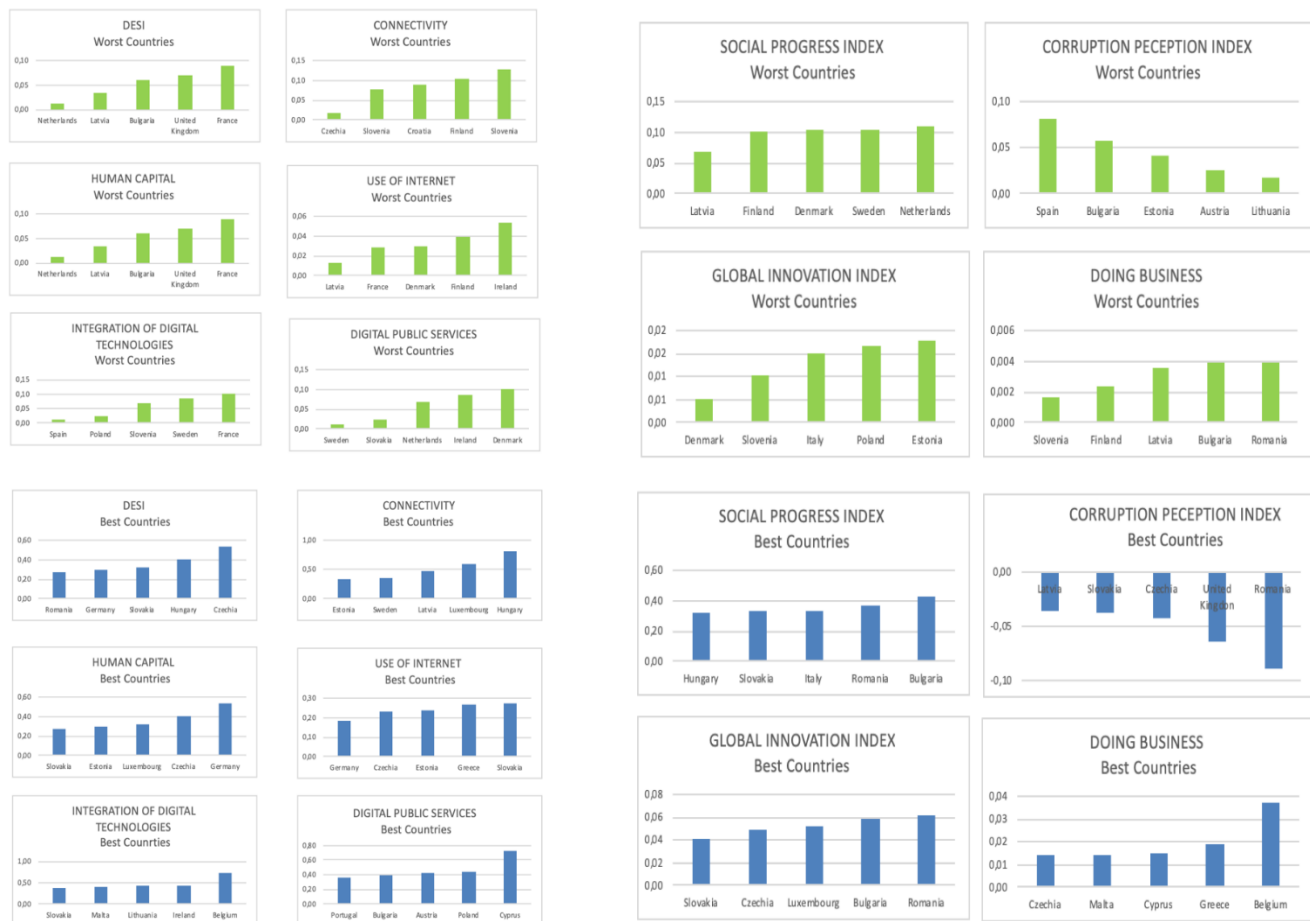 DESI
Worst Countries
0,10
0,05
0,00
Netherlands Latvia Bulgaria United Kingdom France
CONNECTIVITY
Worst Countries
0,15
0,10
0,05
0,00
Czechia Slovenia Croatia Finland Slovenia
HUMAN CAPITAL
Worst Countries
0,10
0,05
0,00
Netherlands Latvia Bulgaria United Kingdom France
USE OF INTERNET
Worst Countries
0,06
0,04
0,02
0,00
Latvia France Denmark Finland Ireland
INTEGRATION OF DIGITAL
TECHNOLOGIES
Worst Countries
0,15
0,10
0,05
0,00
Spain Poland Slovenia Sweden France
DIGITAL PUBLIC SERVICES
Worst Countries
0,15
0,10
0,05
0,00
Sweden Slovakia Netherlands Ireland Denmark
SOCIAL PROGRESS INDEX
Worst Countries
0,15
0,10
0,05
0,00
Latvia Finland Denmark Sweden Netherlands
CORRUPTION PECEPTION INDEX
Worst Countries
0,10
0,05
0,00
Spain Bulgaria Estonia Austria Lithuania
GLOBAL INNOVATION INDEX
Worst Countries
0,02
0,02
0,01
0,01
0,00
Denmark Slovenia Italy Poland Estonia
DOING BUSINESS
Worst Countries
0,006
0,004
0,002
0,000
Slovenia Finland Latvia Bulgaria Romania
DESI
Best Countries
0,60
0,40
0,20
0,00
Romania Germany Slovakia Hungary Czechia
CONNECTIVITY
Best Countries
1,00
0,50
0,00
Estonia Sweden Latvia Luxembourg Hungary
HUMAN CAPITAL
Best Countries
0,60
0,40
0,20
0,00
Slovakia Estonia Luxembourg Czechia Germany
USE OF INTERNET
Best Countries
0,30
0,20
0,10
0,00
Germany Czechia Estonia Greece Slovakia
INTEGRATION OF DIGITAL
TECHNOLOGIES
Best Counrties
1,00
0,50
0,00
Slovakia Malta Lithuania Ireland Belgium
DIGITAL PUBLIC SERVICES
Best Countries
0,80
0,60
0,40
0,20
0,00
Portugal Bulgaria Austria Poland Cyprus
SOCIAL PROGRESS INDEX
Best Countries
0,60
0,40
0,20
0,00
Hungary Slovakia Italy Romania Bulgaria
CORRUPTION PECEPTION INDEX
Best Countries
0,00
-0,05
-0,10
Latvia Slovakia Czechia United Kingdon Romania
GLOBAL INNOVATION INDEX
Best Countries
0,08
0,06
0,04
0,02
0,00
Slovakia Czechia Luxembourg Bulgaria Romania
DOING BUSINESS
Best Countries
0,04
0,03
0,02
0,01
0,00
Czechia Malta Cyprus Greece Belgium